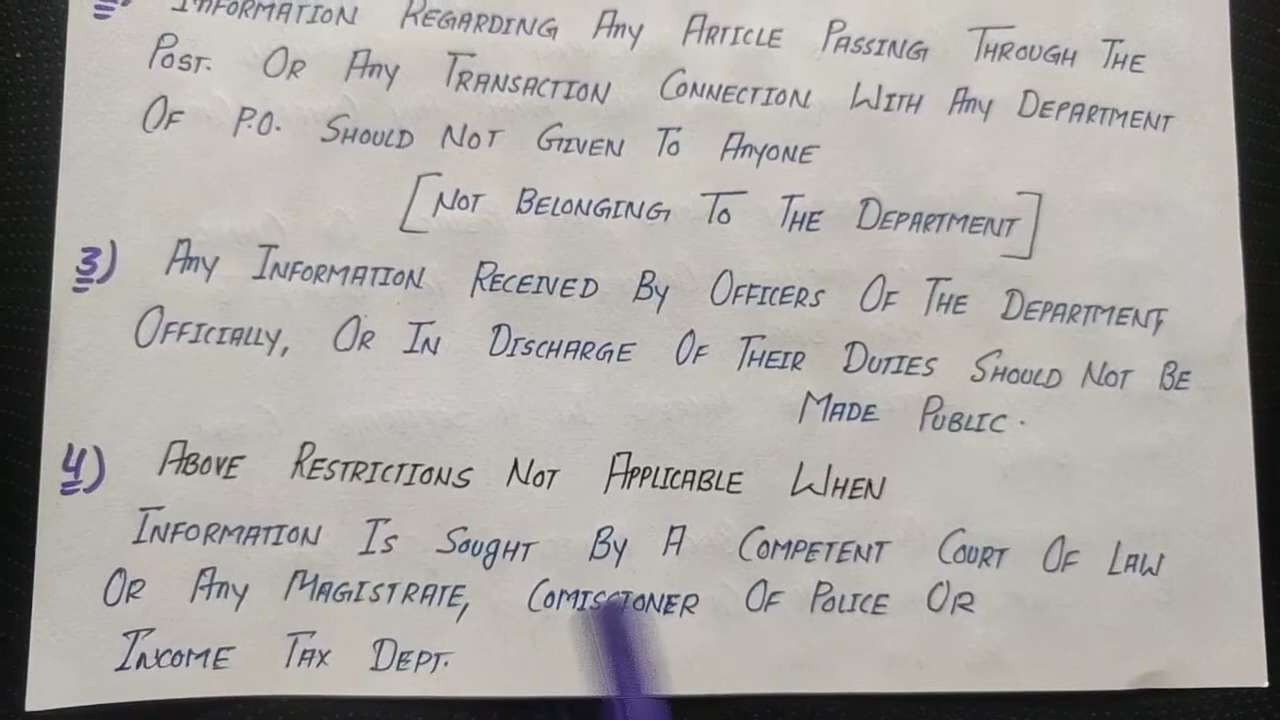 INFORMATION REGARDING ANY ARTICLE PASSING THROUGH THE
POST. OR ANY TRANSACTION CONNECTION WITH ANY DEPARTMENT
OF P.O. SHOULD NOT GIVEN TO ANYONE
[NOT BELONGING TO THE DEPARTMENT]
3) ANY INFORMATION RECEIVED BY OFFICERS OF THE DEPARTMENT,
OFFICIALLY, OR IN DISCHARGE OF THEIR DUTIES SHOULD NOT BE
MADE PUBLIC.
4) ABOVE RESTRICTIONS NOT APPLICABLE WHEN
INFORMATION IS SOUGHT BY A COMPETENT COURT OF LAW
OR ANY MAGISTRATE, COMISSIONER OF POLICE OR
INCOME TAX DEPT.